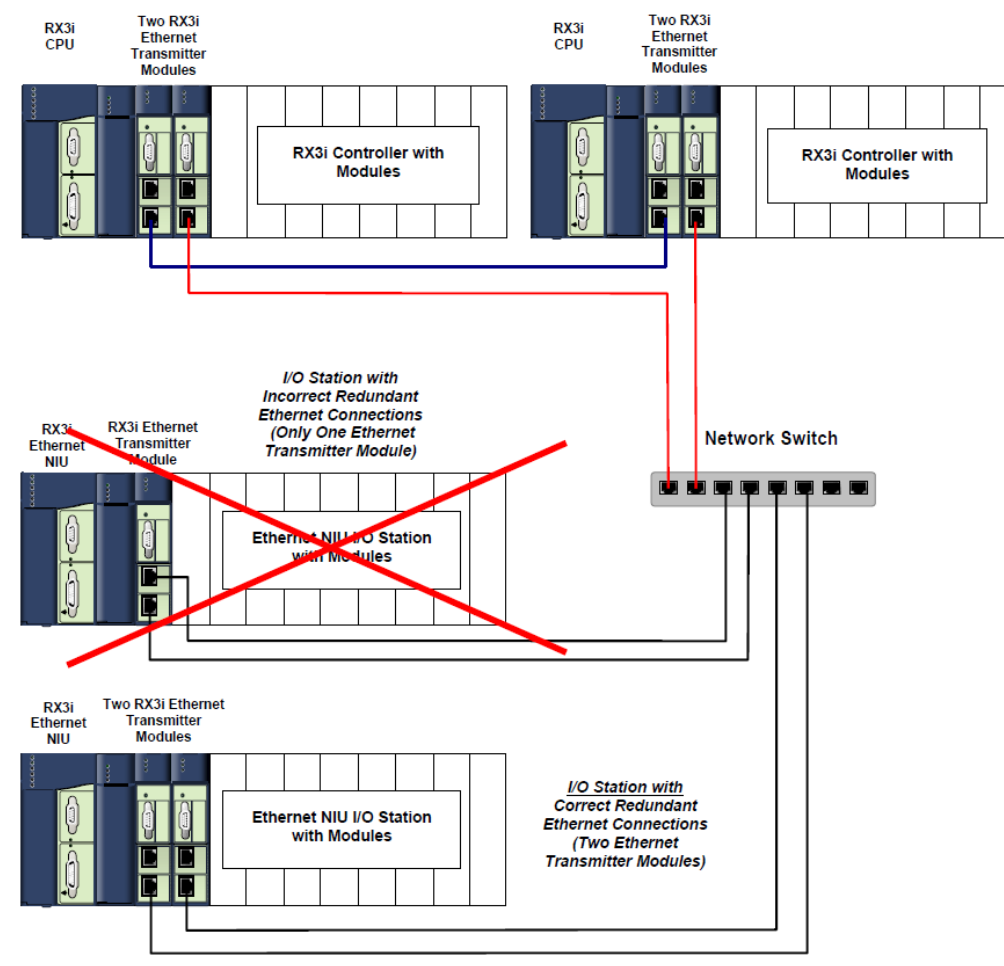 RX3i
CPU
Two RX3i
Ethernet
Transmitter
Modules
RX3i Controller with
Modules
RX3i
CPU
Two RX3i
Ethernet
Transmitter
Modules
RX3i Controller with
Modules
I/O Station with
Incorrect Redundant
Ethernet Connections
(Only One Ethernet
Transmitter Module)
RX3i
Ethernet
NIU
RX3i Ethernet
Transmitter
Module
Ethernet NIU I/O Station
with Modules
Network Switch
RX3i
Ethernet
NIU
Two RX3i Ethernet
Transmitter
Modules
Ethernet NIU I/O Station
with Modules
I/O Station with
Correct Redundant
Ethernet Connections
(Two Ethernet
Transmitter Modules)